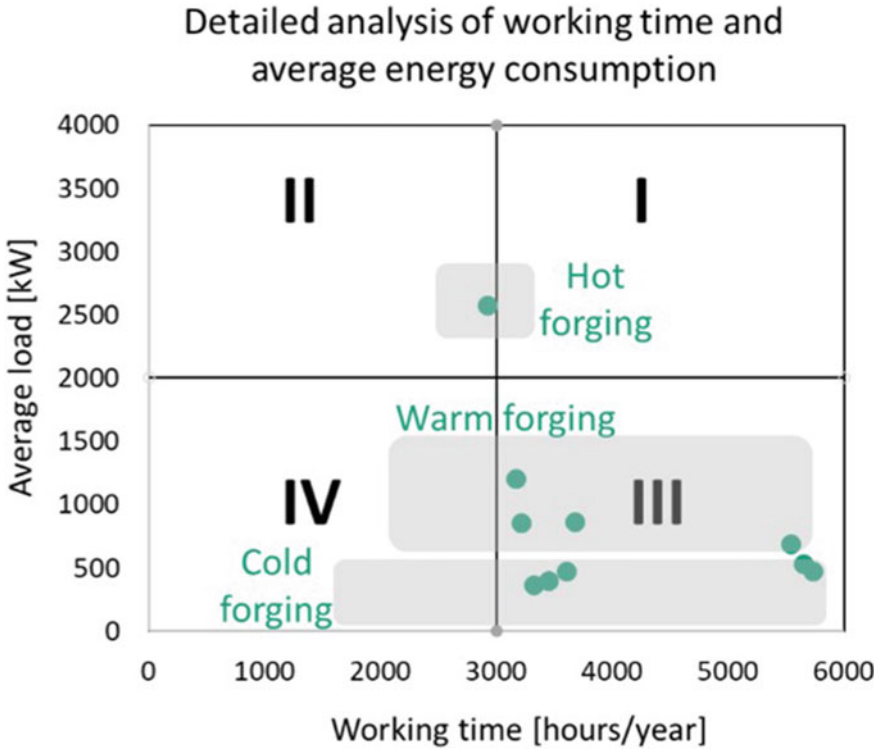 Detailed analysis of working time and
average energy consumption
4000
3500
3000
2500
2000
1500
1000
500
0
Average load [kW]
II
I
Hot
forging
Warm forging
IV
III
Cold
forging
0 1000 2000 3000 4000 5000 6000
Working time [hours/year]